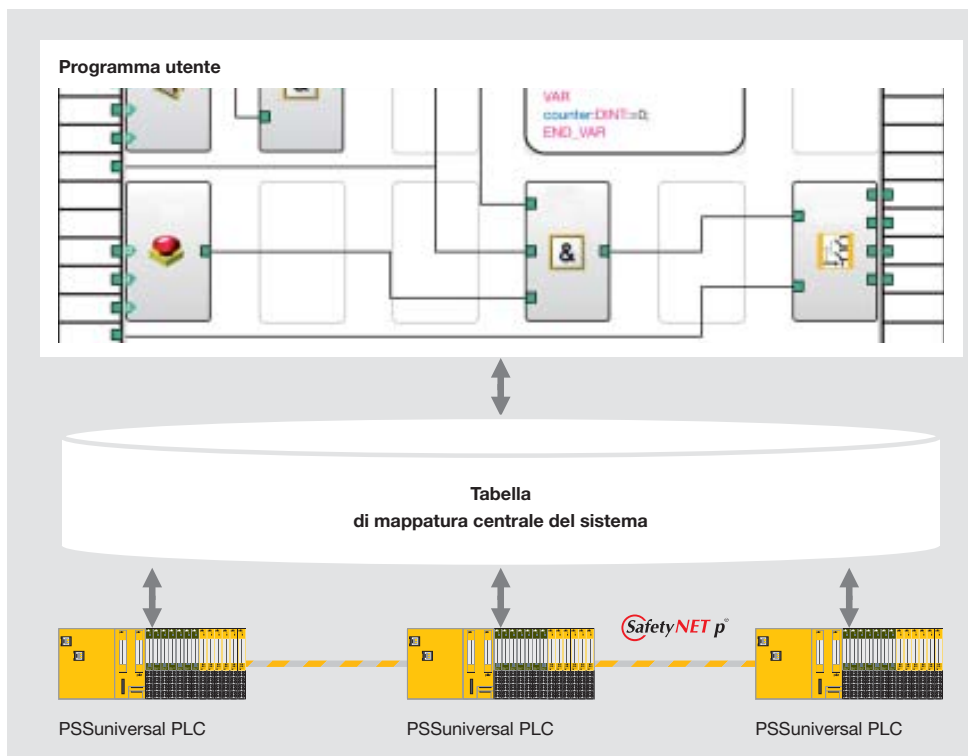 Programma utente
VAR
counter:DINT:=0;
END_VAR
&
Tabella
di mappatura centrale del sistema
SafetyNET p®
PSSuniversal PLC
PSSuniversal PLC
PSSuniversal PLC